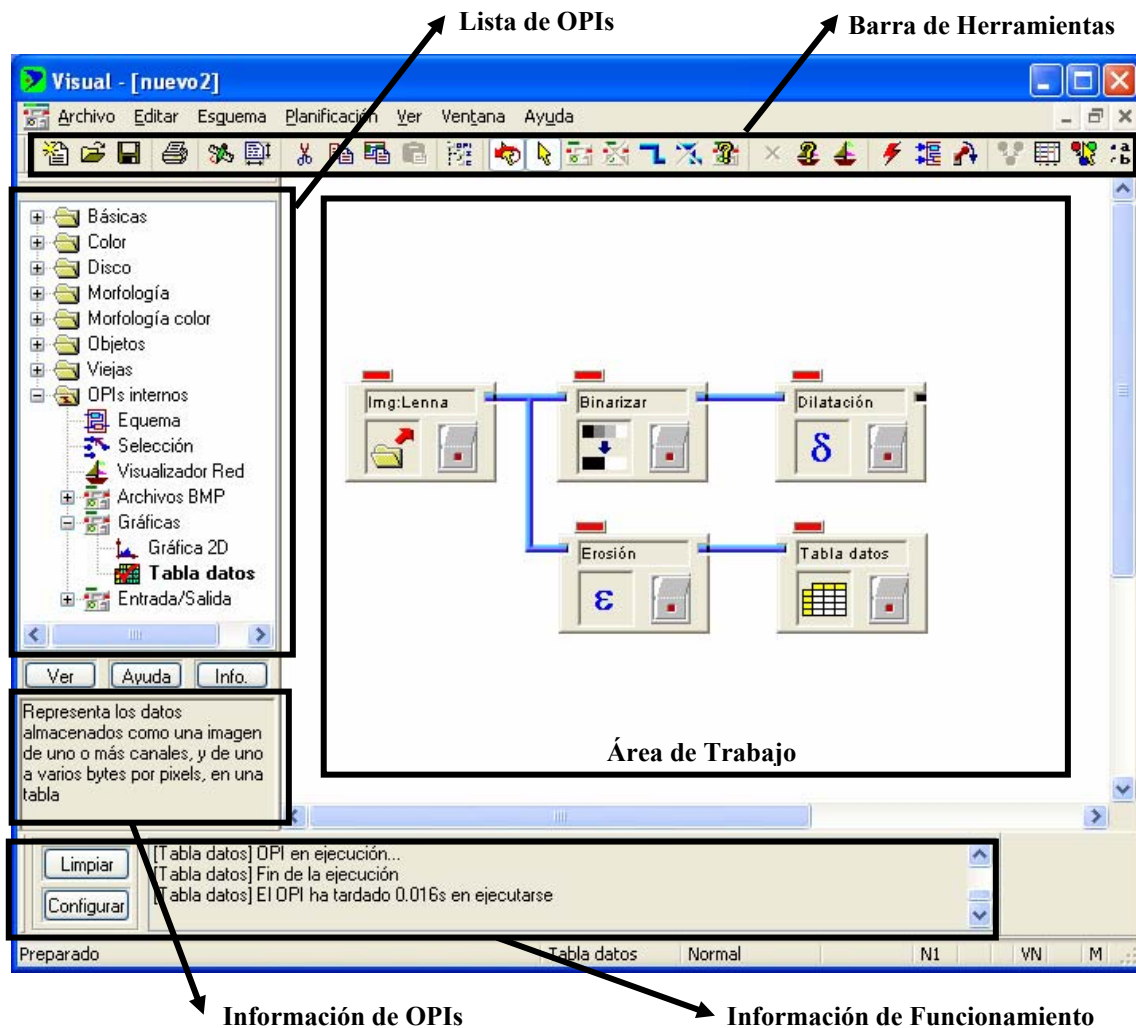 Lista de OPIs
Barra de Herramientas
Visual - [nuevo2]
Archivo Editar Esquema Planificación Ver Ventana Ayuda
Básicas
Color
Disco
Morfología
Morfología color
Objetos
Viejas
OPIs internos
Equema
Selección
Visualizador Red
Archivos BMP
Gráficas
Gráfica 2D
Tabla datos
Entrada/Salida
Img:Lenna
Binarizar
Dilatación
δ
Erosión
ε
Tabla datos
Área de Trabajo
Ver Ayuda Info.
Representa los datos
almacenados como una imagen
de uno o más canales, y de uno
a varios bytes por pixels, en una
tabla
Limpiar
Configurar
[Tabla datos] OPI en ejecución...
[Tabla datos] Fin de la ejecución
[Tabla datos] El OPI ha tardado 0.016s en ejecutarse
Preparado Tabla datos Normal N1 VN M
Información de OPIs
Información de Funcionamiento